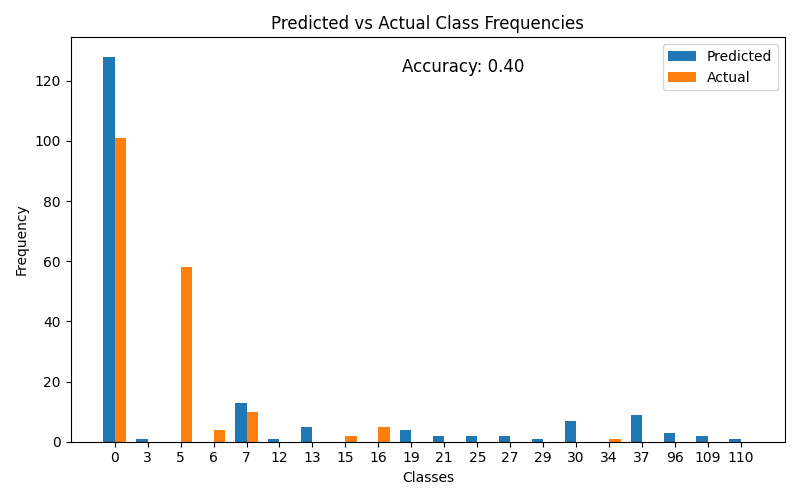 Predicted vs Actual Class Frequencies
Accuracy: 0.40
Predicted
Actual
Frequency
120
100
80
60
40
20
0
0 3 5 6 7 12 13 15 16 19 21 25 27 29 30 34 37 96 109 110
Classes